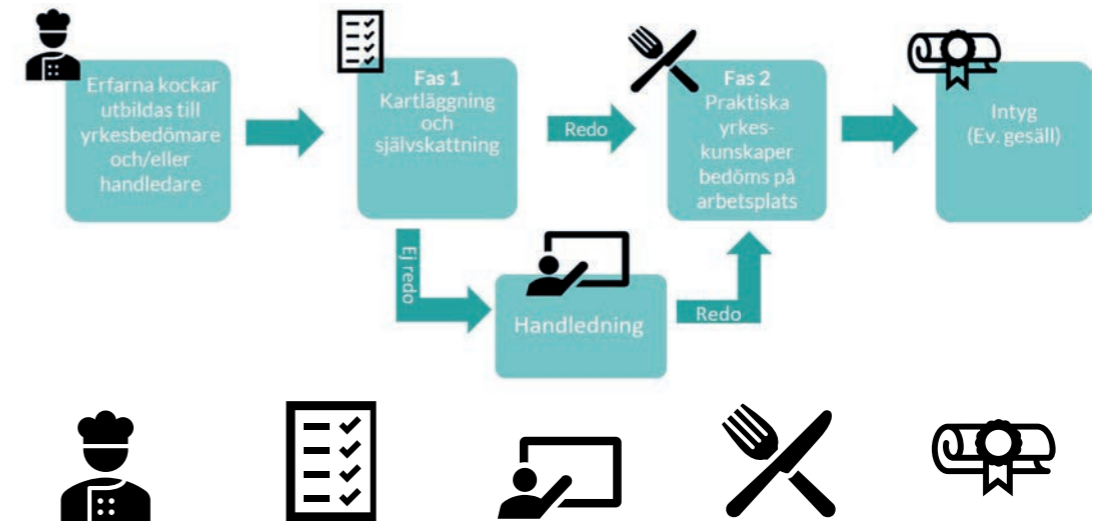 Erfarna kockar
utbildas till
yrkesbedömare
och/eller
handledare
Fas 1
Kartläggning
och
självskattning
Redo
Fas 2
Praktiska
yrkes-
kunskaper
bedöms på
arbetsplats
Intyg
(Ev. gesäll)
Ej redo
Handledning
Redo